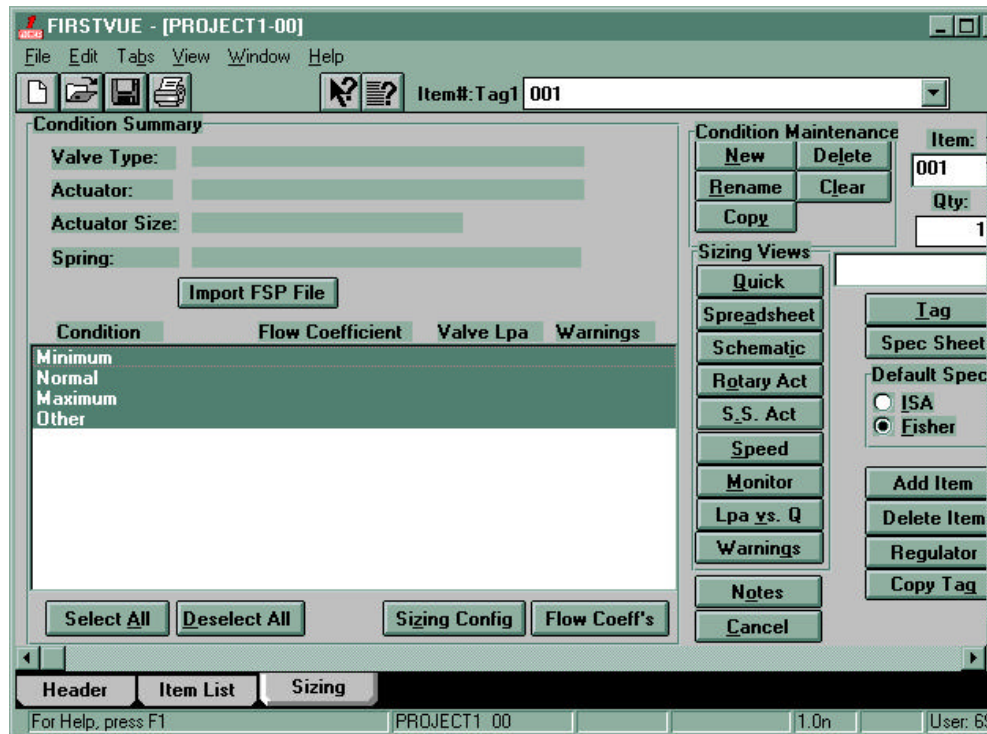 FIRSTVUE - [PROJECT1-00]
File Edit Tabs View Window Help
Item#:Tag1 001
Condition Summary
Valve Type:
Actuator:
Actuator Size:
Spring:
Import FSP File
Condition Flow Coefficient Valve Lpa Warnings
Minimum
Normal
Maximum
Other
Select All Deselect All Sizing Config Flow Coeff's
Condition Maintenance
New Delete
Rename Clear
Copy
Item:
001
Qty:
1
Sizing Views
Quick
Spreadsheet
Schematic
Rotary Act
S.S. Act
Speed
Monitor
Lpa vs. Q
Warnings
Notes
Cancel
Tag
Spec Sheet
Default Spec
ISA
Fisher
Add Item
Delete Item
Regulator
Copy Tag
Header Item List Sizing
For Help, press F1 PROJECT1 00 1.0n User: